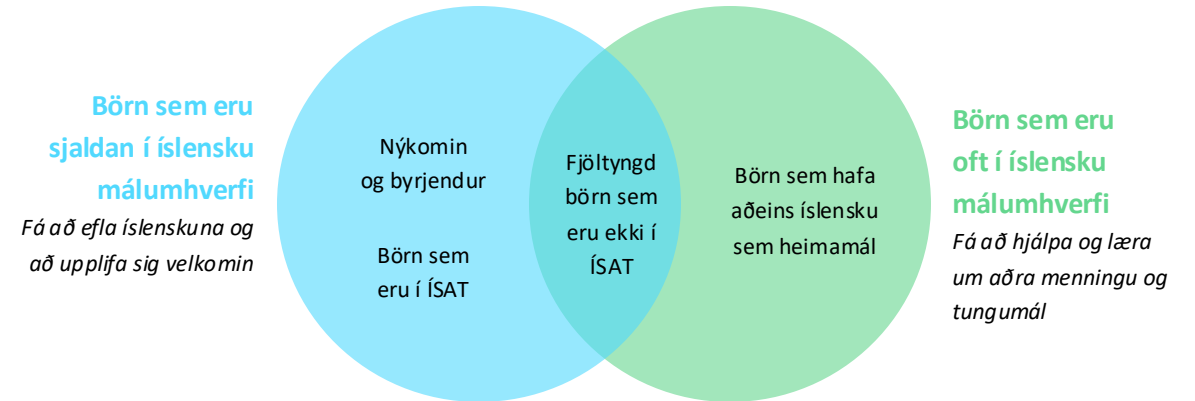 Börn sem eru
sjaldan í íslensku
málumhverfi
Fá að efla íslenskuna og
að upplifa sig velkomin
Nýkomin
og byrjendur
Börn sem
eru í ÍSAT
Fjöltyngd
börn sem
eru ekki í
ÍSAT
Börn sem hafa
aðeins íslensku
sem heimamál
Börn sem eru
oft í íslensku
málumhverfi
Fá að hjálpa og læra
um aðra menningu og
tungumál